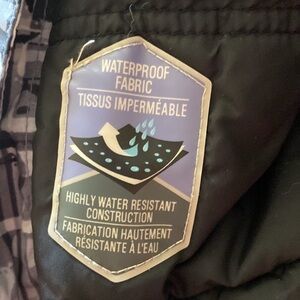 WATERPROOF
FABRIC
TISSUS IMPERMÉABLE
HIGHLY WATER RESISTANT
CONSTRUCTION
FABRICATION HAUTEMENT
RÉSISTANTE À L'EAU